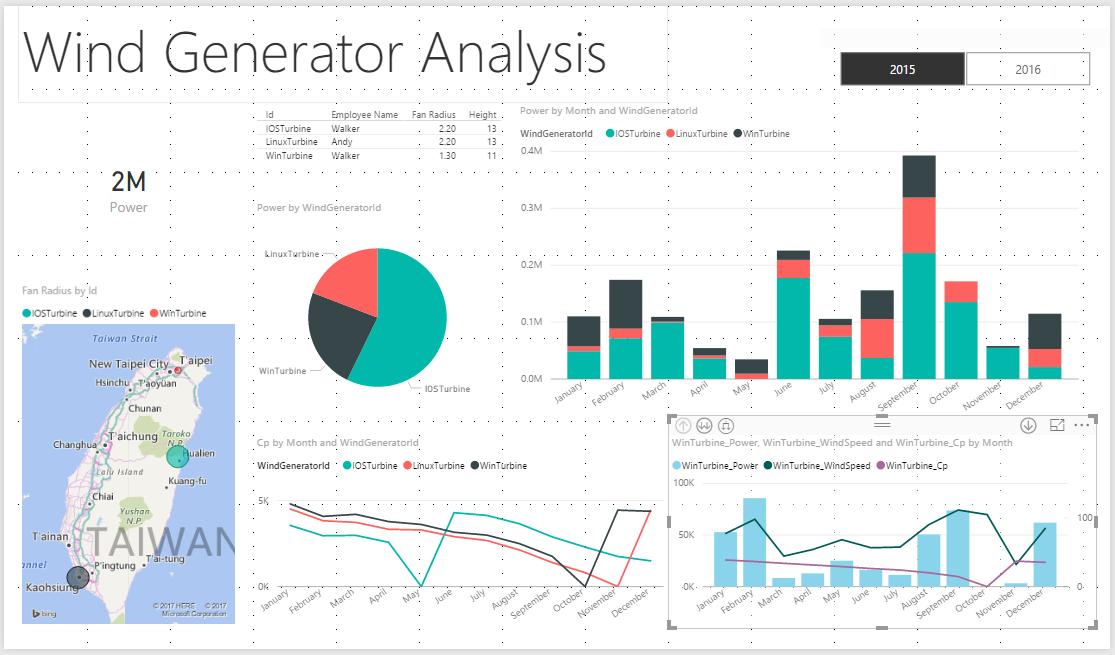 Wind Generator Analysis
2015
2016
Id Employee Name Fan Radius Height
IOSTurbine Walker 2.20 13
LinuxTurbine Andy 2.20 13
WinTurbine Walker 1.30 11
2M
Power
Power by WindGeneratorId
LinuxTurbine
WinTurbine
IOSTurbine
Power by Month and WindGeneratorId
WindGeneratorId IOSTurbine LinuxTurbine WinTurbine
0.4M
0.3M
0.2M
0.1M
0.0M
January February March April May June July August September October November December
Fan Radius by Id
IOSTurbine LinuxTurbine WinTurbine
Taiwan Strait
New Taipei City Taipei
Hsinchu Taoyuan
Chunan
Taichung Taroko
N.P.
Changhua Hualien
Lalu Island
Kuang-fu
Chiai
Yushan
N.P.
Tainan TAIWAN
Tai-tung
annel P'ingtung
Kaohsiung
bing © 2017 HERE © 2017
Microsoft Corporation
Cp by Month and WindGeneratorId
WindGeneratorId IOSTurbine LinuxTurbine WinTurbine
5K
0K
January February March April May June July August September October November December
WinTurbine_Power, WinTurbine_WindSpeed and WinTurbine_Cp by Month
WinTurbine_Power WinTurbine_WindSpeed WinTurbine_Cp
100K
50K
0K
100
0
January February March April May June July August September October November December